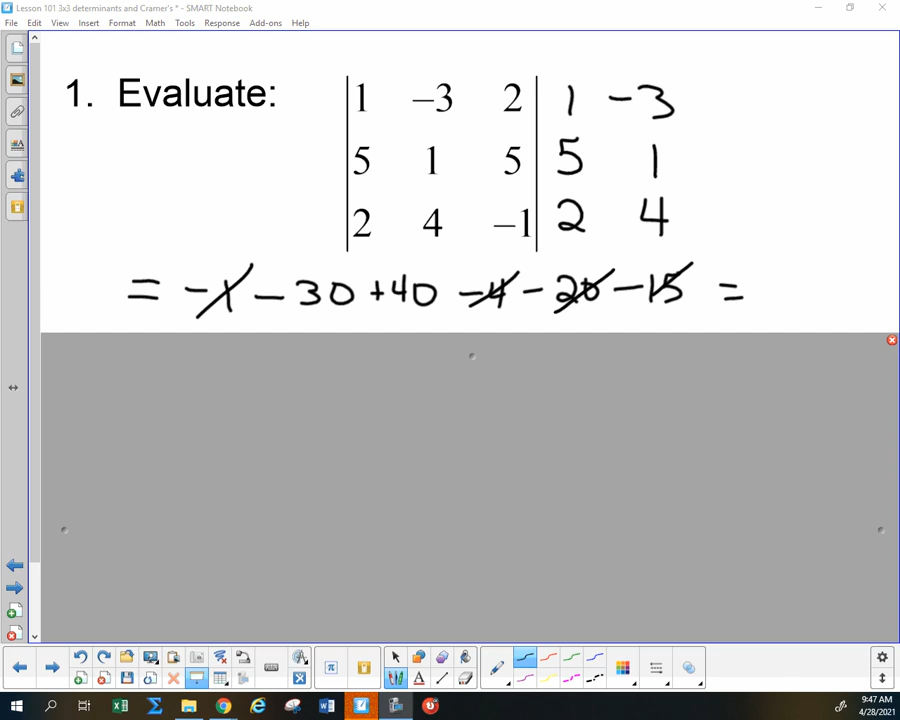 Lesson 101 3x3 determinants and Cramer's * - SMART Notebook
File Edit View Insert Format Math Tools Response Add-ons Help
1. Evaluate: 1 −3 2 1 −3
5 1 5 5 1
2 4 −1 2 4
= −1 − 30 + 40 − 4 − 20 − 15 =
π
A
9:47 AM
4/28/2021